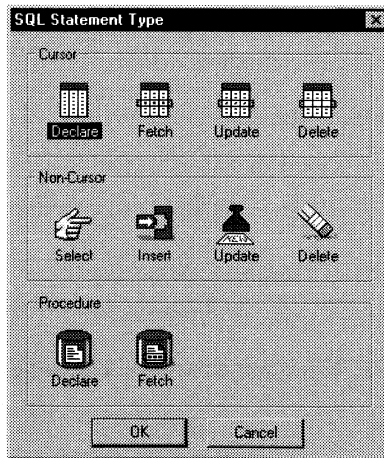 SQL Statement Type
Cursor
Declare Fetch Update Delete
Non-Cursor
Select Insert Update Delete
NEW
Procedure
Declare Fetch
OK Cancel